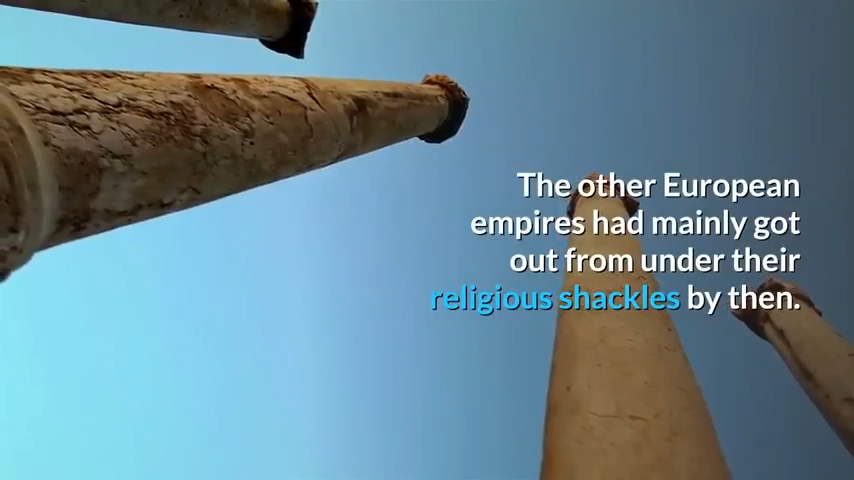 The other European
empires had mainly got
out from under their
religious shackles by then.